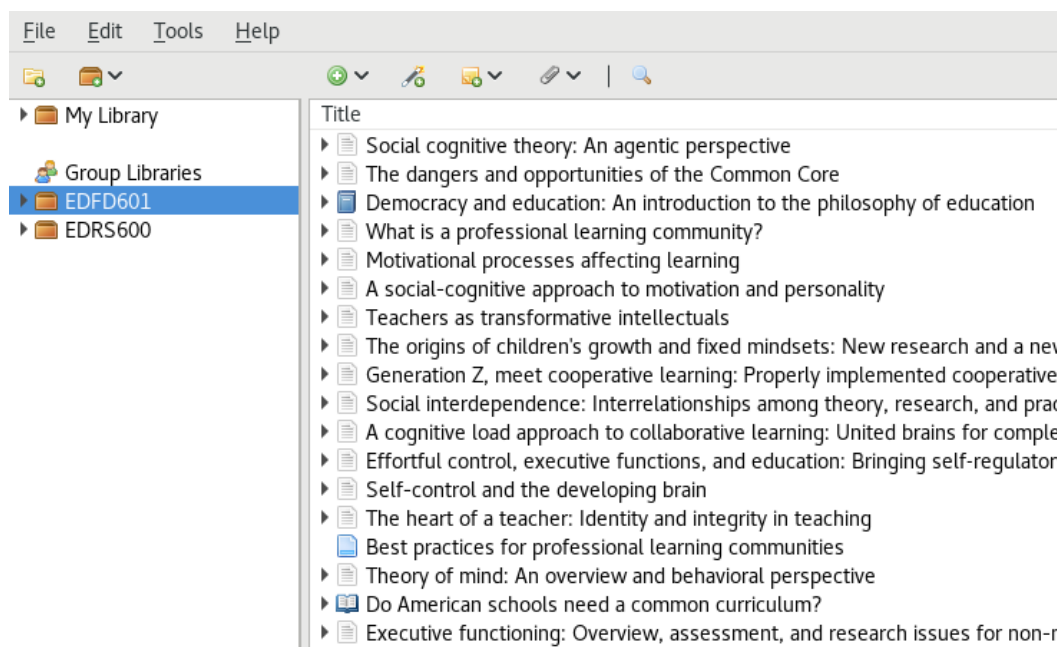 File Edit Tools Help
My Library
Group Libraries
EDFD601
EDRS600
Title
Social cognitive theory: An agentic perspective
The dangers and opportunities of the Common Core
Democracy and education: An introduction to the philosophy of education
What is a professional learning community?
Motivational processes affecting learning
A social-cognitive approach to motivation and personality
Teachers as transformative intellectuals
The origins of children's growth and fixed mindsets: New research and a
Generation Z, meet cooperative learning: Properly implemented cooperative
Social interdependence: Interrelationships among theory, research, and
A cognitive load approach to collaborative learning: United brains for
Effortful control, executive functions, and education: Bringing
Self-control and the developing brain
The heart of a teacher: Identity and integrity in teaching
Best practices for professional learning communities
Theory of mind: An overview and behavioral perspective
Do American schools need a common curriculum?
Executive functioning: Overview, assessment, and research issues for